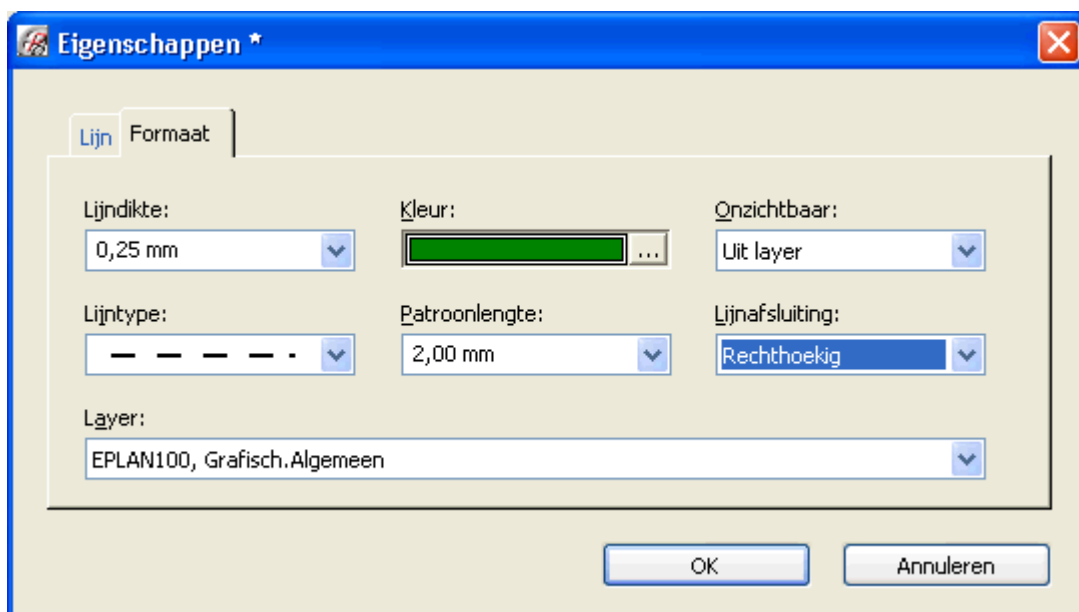 Eigenschappen *
Lijn Formaat
Lijndikte: Kleur: Onzichtbaar:
0,25 mm ... Uit layer
Lijntype: Patroonlengte: Lijnafsluiting:
2,00 mm Rechthoekig
Layer:
EPLAN100, Grafisch.Algemeen
OK Annuleren